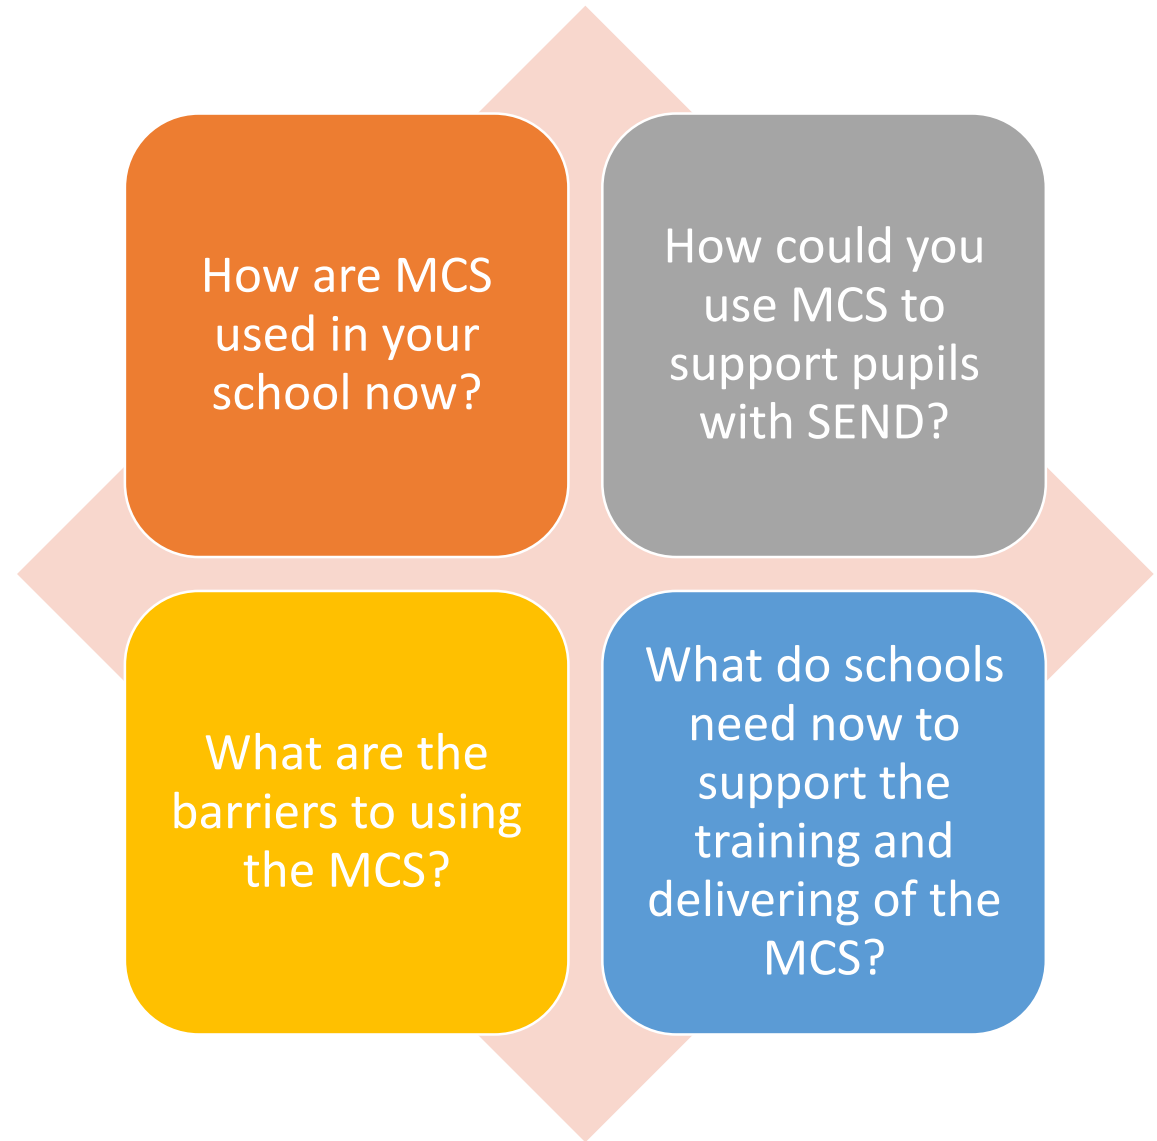 How are MCS
used in your
school now?
How could you
use MCS to
support pupils
with SEND?
What are the
barriers to using
the MCS?
What do schools
need now to
support the
training and
delivering of the
MCS?